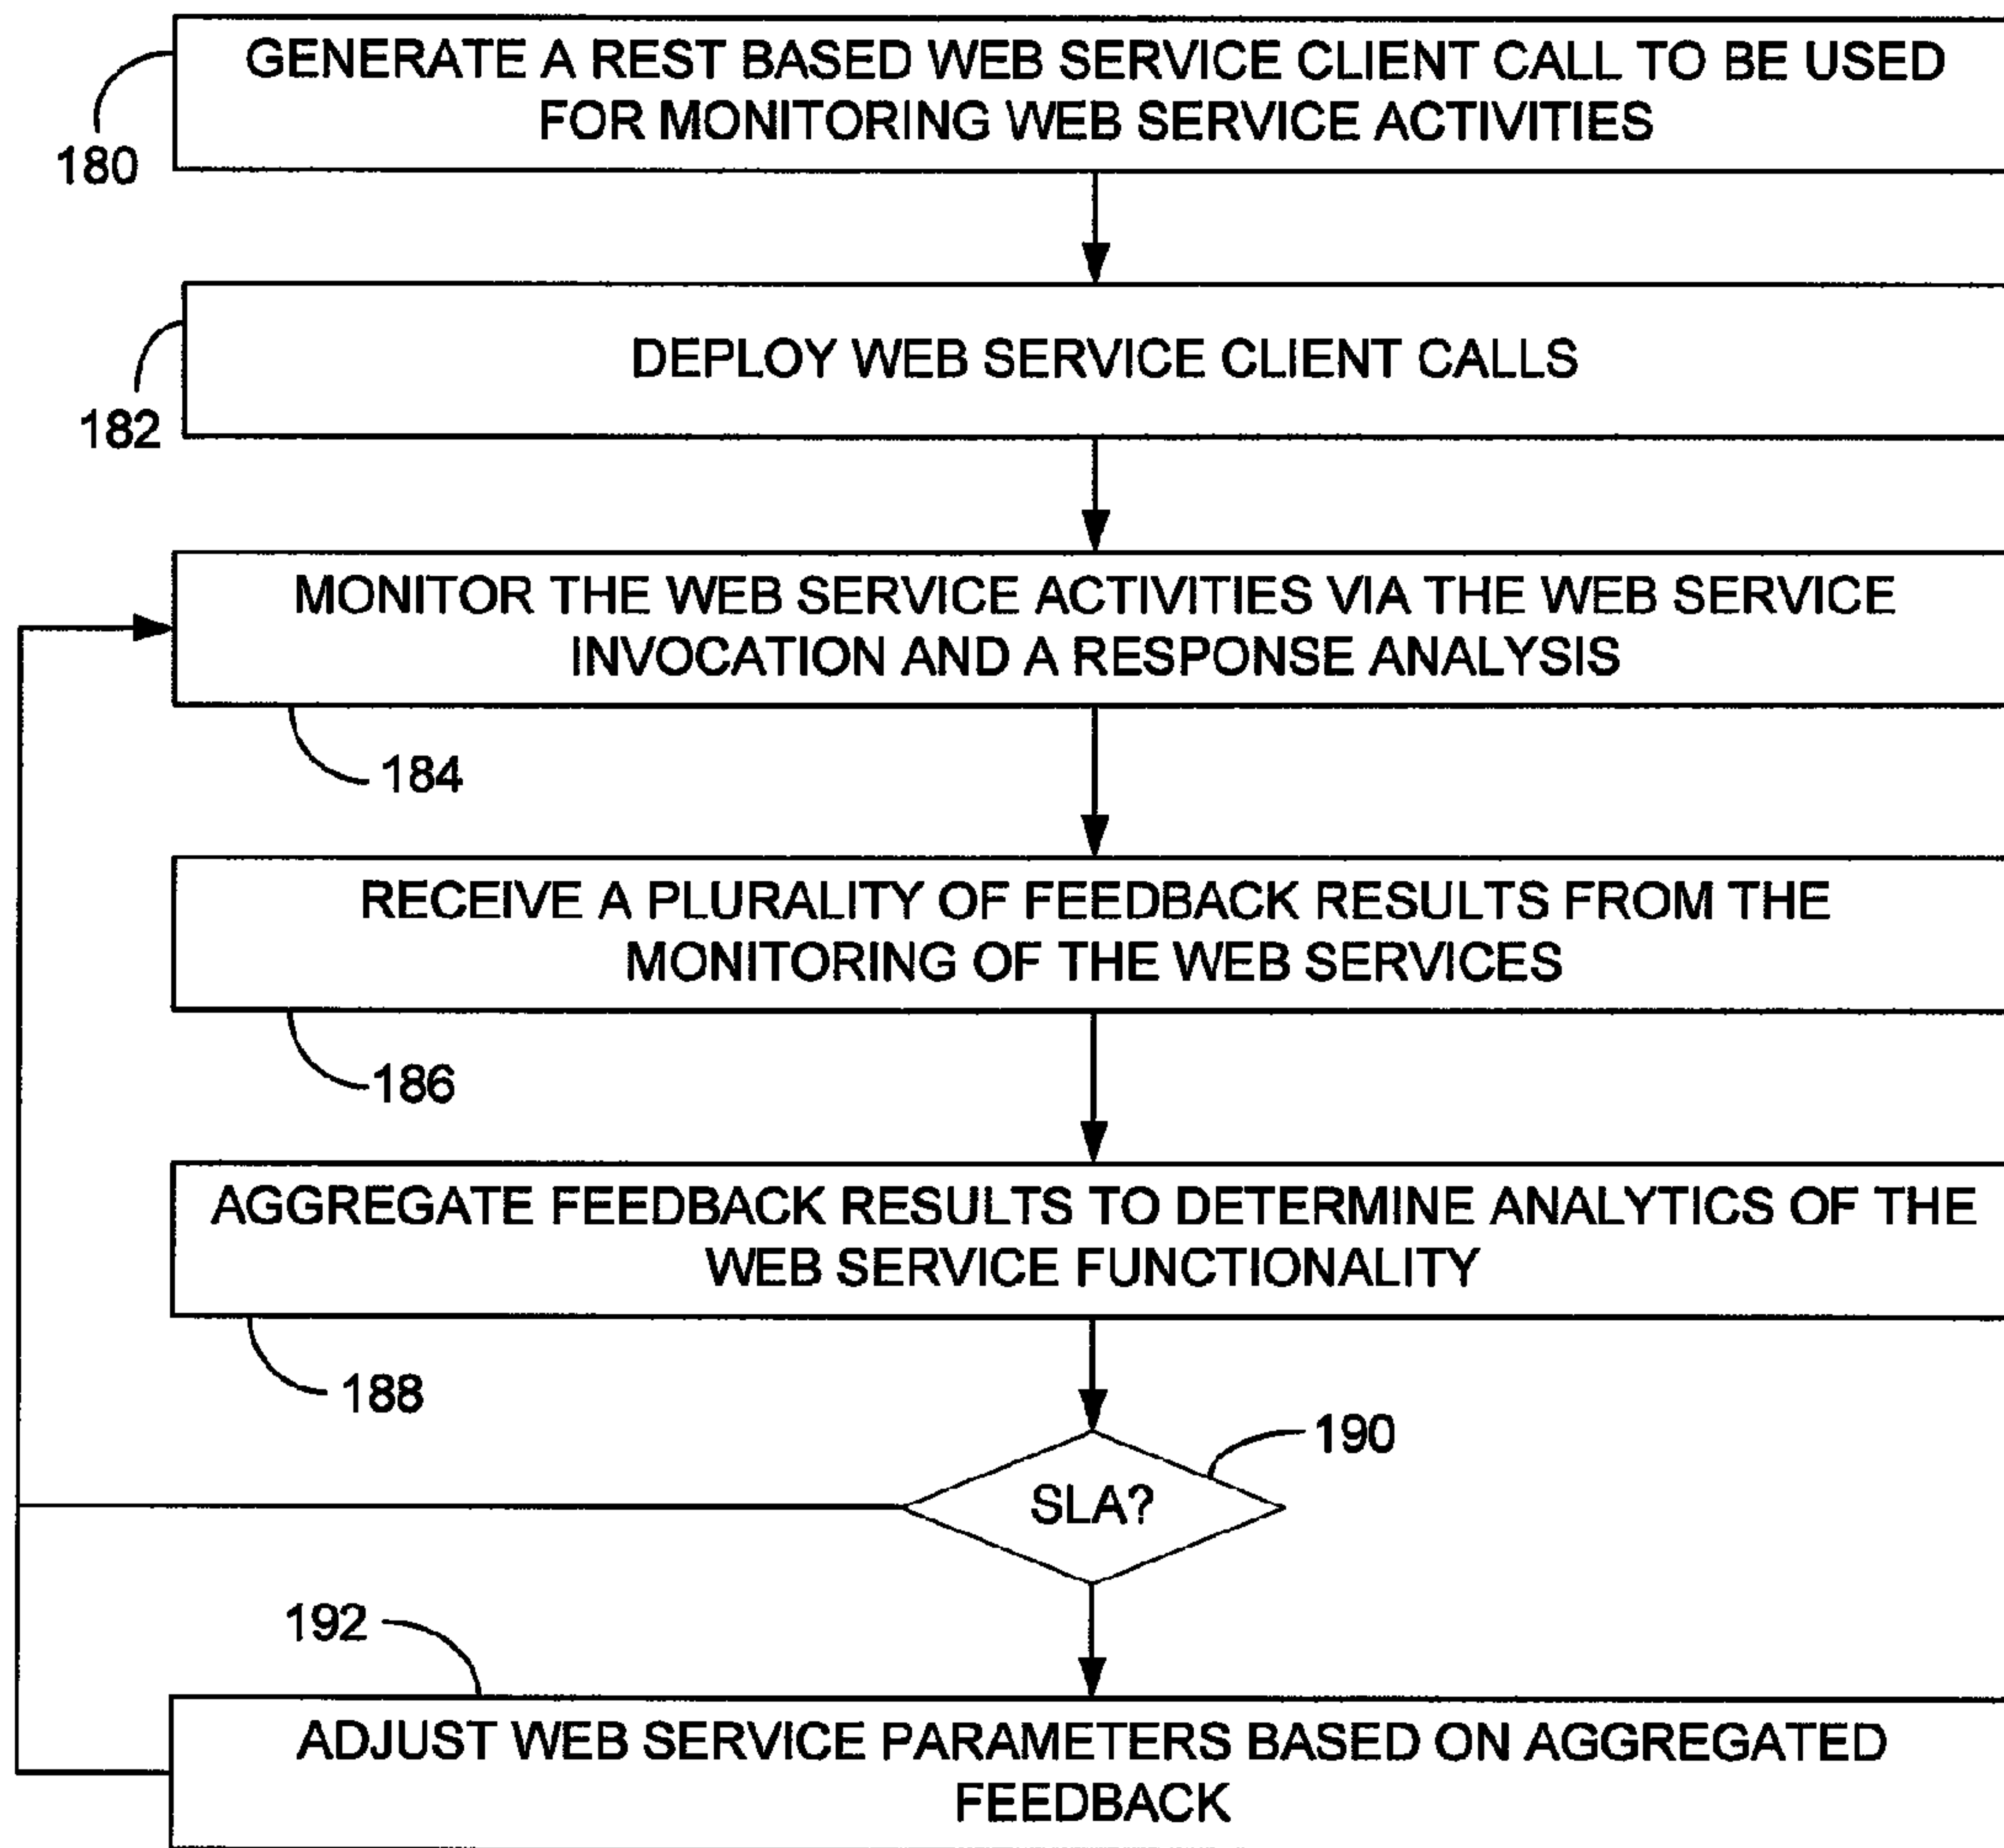 GENERATE A REST BASED WEB SERVICE CLIENT CALL TO BE USED
FOR MONITORING WEB SERVICE ACTIVITIES
180
DEPLOY WEB SERVICE CLIENT CALLS
182
MONITOR THE WEB SERVICE ACTIVITIES VIA THE WEB SERVICE
INVOCATION AND A RESPONSE ANALYSIS
184
RECEIVE A PLURALITY OF FEEDBACK RESULTS FROM THE
MONITORING OF THE WEB SERVICES
186
AGGREGATE FEEDBACK RESULTS TO DETERMINE ANALYTICS OF THE
WEB SERVICE FUNCTIONALITY
188
190
SLA?
192
ADJUST WEB SERVICE PARAMETERS BASED ON AGGREGATED
FEEDBACK